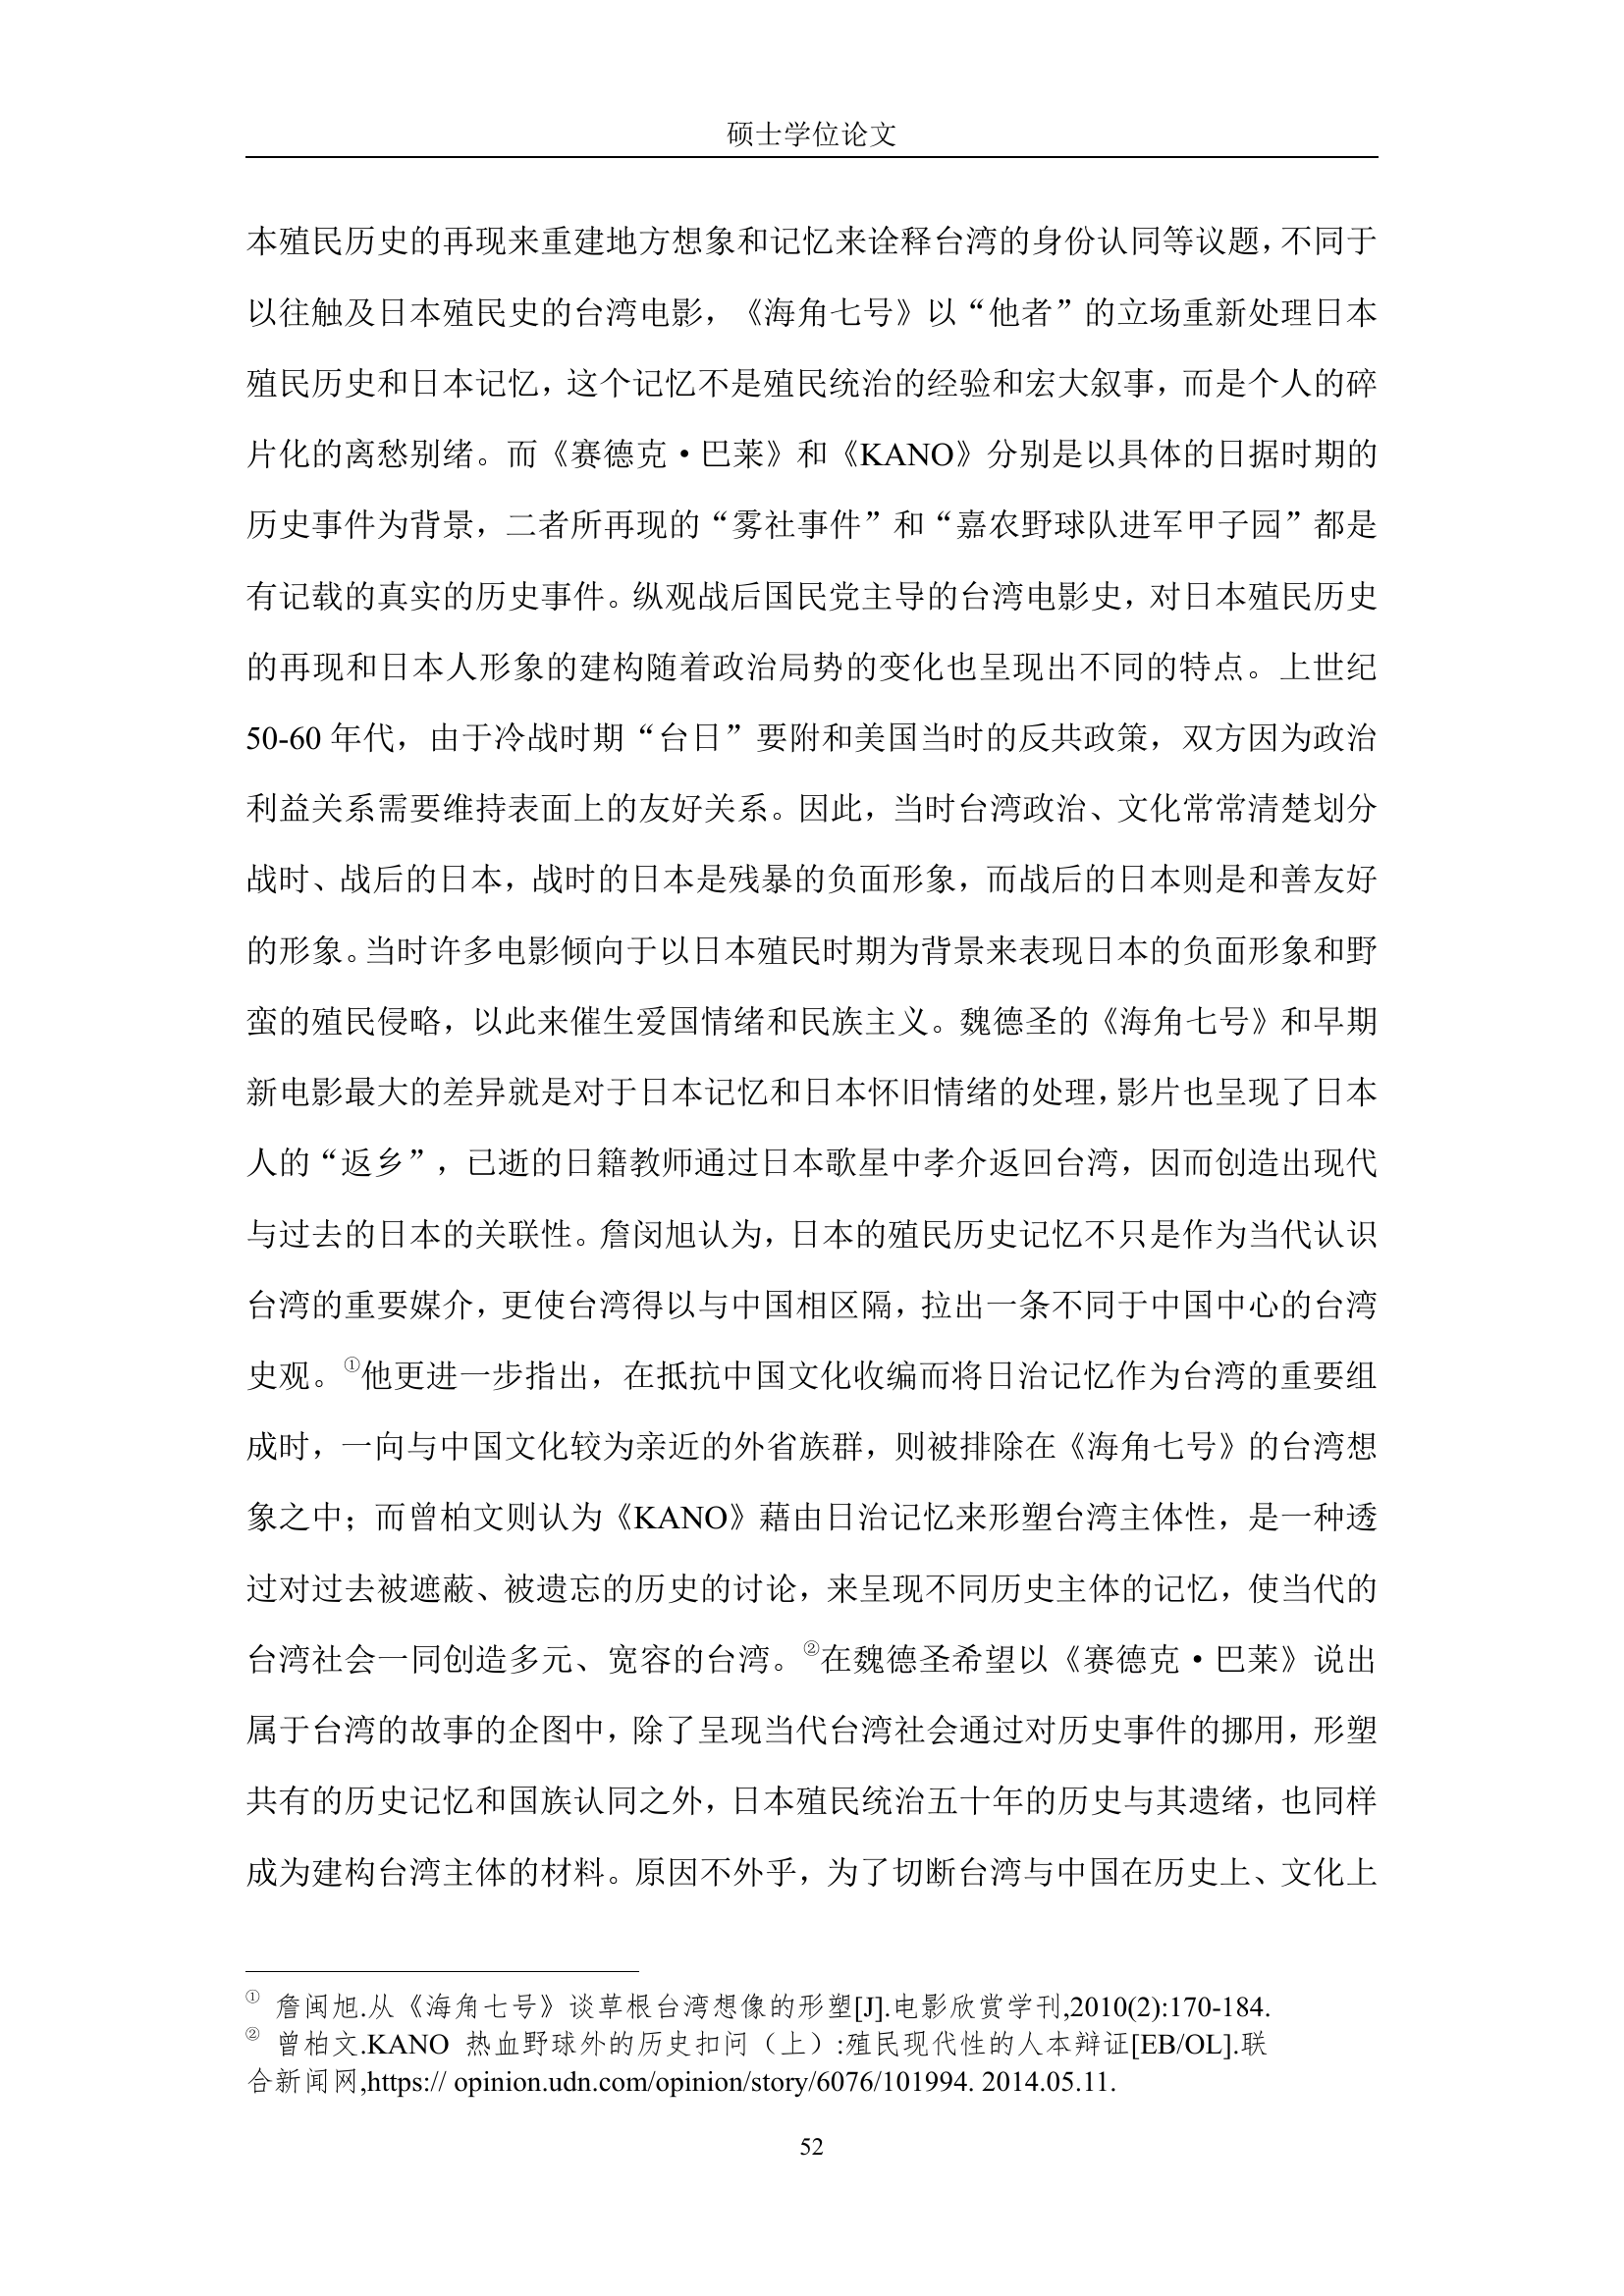 硕士学位论文
本殖民历史的再现来重建地方想象和记忆来诠释台湾的身份认同等议题，不同于
以往触及日本殖民史的台湾电影，《海角七号》以“他者”的立场重新处理日本
殖民历史和日本记忆，这个记忆不是殖民统治的经验和宏大叙事，而是个人的碎
片化的离愁别绪。而《赛德克·巴莱》和《KANO》分别是以具体的日据时期的
历史事件为背景，二者所再现的“雾社事件”和“嘉农野球队进军甲子园”都是
有记载的真实的历史事件。纵观战后国民党主导的台湾电影史，对日本殖民历史
的再现和日本人形象的建构随着政治局势的变化也呈现出不同的特点。上世纪
50-60 年代，由于冷战时期“台日”要附和美国当时的反共政策，双方因为政治
利益关系需要维持表面上的友好关系。因此，当时台湾政治、文化常常清楚划分
战时、战后的日本，战时的日本是残暴的负面形象，而战后的日本则是和善友好
的形象。当时许多电影倾向于以日本殖民时期为背景来表现日本的负面形象和野
蛮的殖民侵略，以此来催生爱国情绪和民族主义。魏德圣的《海角七号》和早期
新电影最大的差异就是对于日本记忆和日本怀旧情绪的处理，影片也呈现了日本
人的“返乡”，已逝的日籍教师通过日本歌星中孝介返回台湾，因而创造出现代
与过去的日本的关联性。詹闵旭认为，日本的殖民历史记忆不只是作为当代认识
台湾的重要媒介，更使台湾得以与中国相区隔，拉出一条不同于中国中心的台湾
史观。①他更进一步指出，在抵抗中国文化收编而将日治记忆作为台湾的重要组
成时，一向与中国文化较为亲近的外省族群，则被排除在《海角七号》的台湾想
象之中；而曾柏文则认为《KANO》藉由日治记忆来形塑台湾主体性，是一种透
过对过去被遮蔽、被遗忘的历史的讨论，来呈现不同历史主体的记忆，使当代的
台湾社会一同创造多元、宽容的台湾。②在魏德圣希望以《赛德克·巴莱》说出
属于台湾的故事的企图中，除了呈现当代台湾社会通过对历史事件的挪用，形塑
共有的历史记忆和国族认同之外，日本殖民统治五十年的历史与其遗绪，也同样
成为建构台湾主体的材料。原因不外乎，为了切断台湾与中国在历史上、文化上
① 詹闽旭.从《海角七号》谈草根台湾想像的形塑[J].电影欣赏学刊,2010(2):170-184.
② 曾柏文.KANO 热血野球外的历史扣问（上）:殖民现代性的人本辩证[EB/OL].联
合新闻网,https:// opinion.udn.com/opinion/story/6076/101994. 2014.05.11.
52